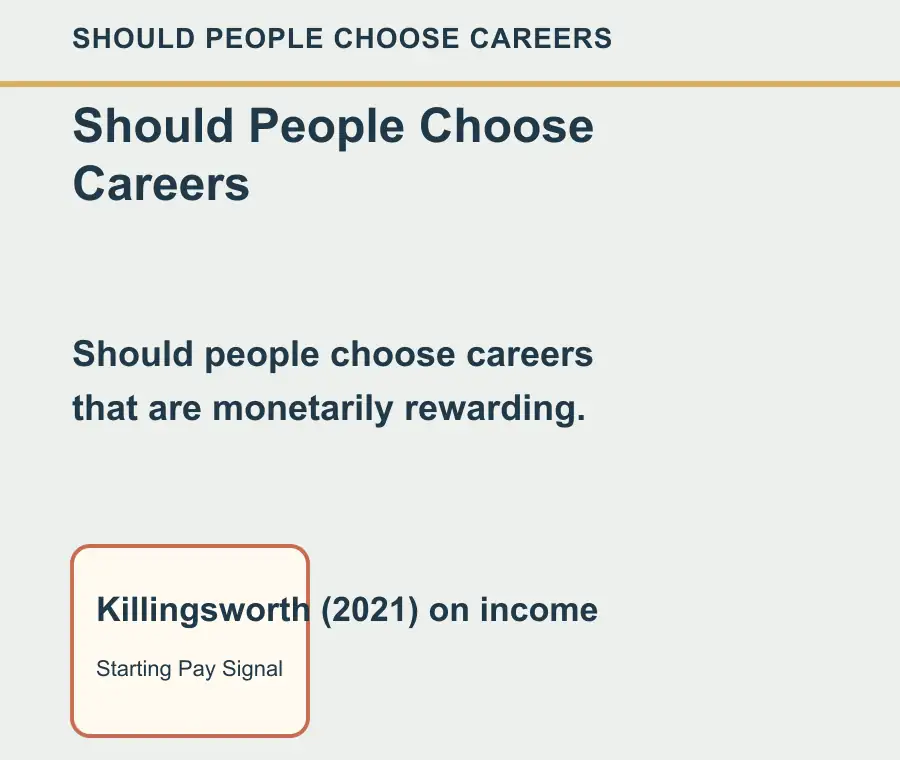 SHOULD PEOPLE CHOOSE CAREERS
Should People Choose
Careers
Should people choose careers
that are monetarily rewarding.
Killingsworth (2021) on income
Starting Pay Signal